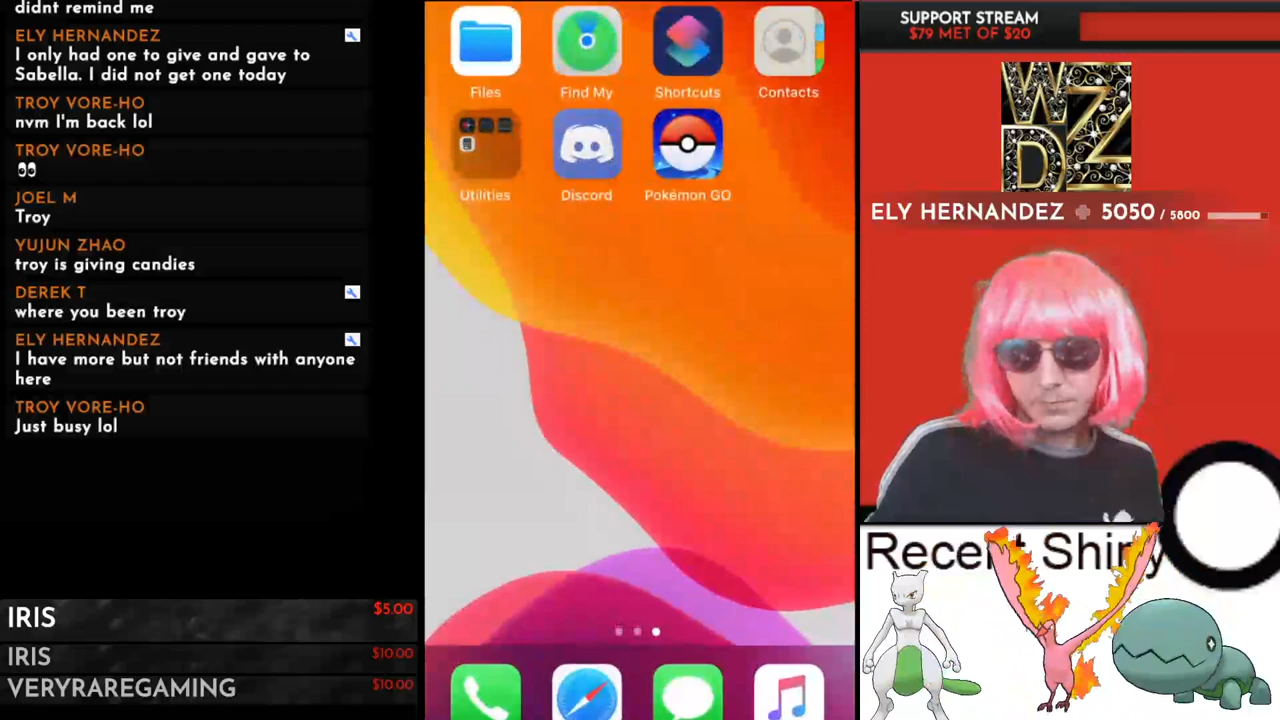 didnt remind me
ELY HERNANDEZ
I only had one to give and gave to
Sabella. I did not get one today
TROY VORE-HO
nvm I'm back lol
TROY VORE-HO
JOEL M
Troy
YUJUN ZHAO
troy is giving candies
DEREK T
where you been troy
ELY HERNANDEZ
I have more but not friends with anyone
here
TROY VORE-HO
Just busy lol
IRIS $5.00
IRIS $10.00
VERYRAREGAMING $10.00
Files Find My Shortcuts Contacts
Utilities Discord Pokémon GO
SUPPORT STREAM
$79 MET OF $20
WZDZ
ELY HERNANDEZ 5050 / 5800
Recent Shiny